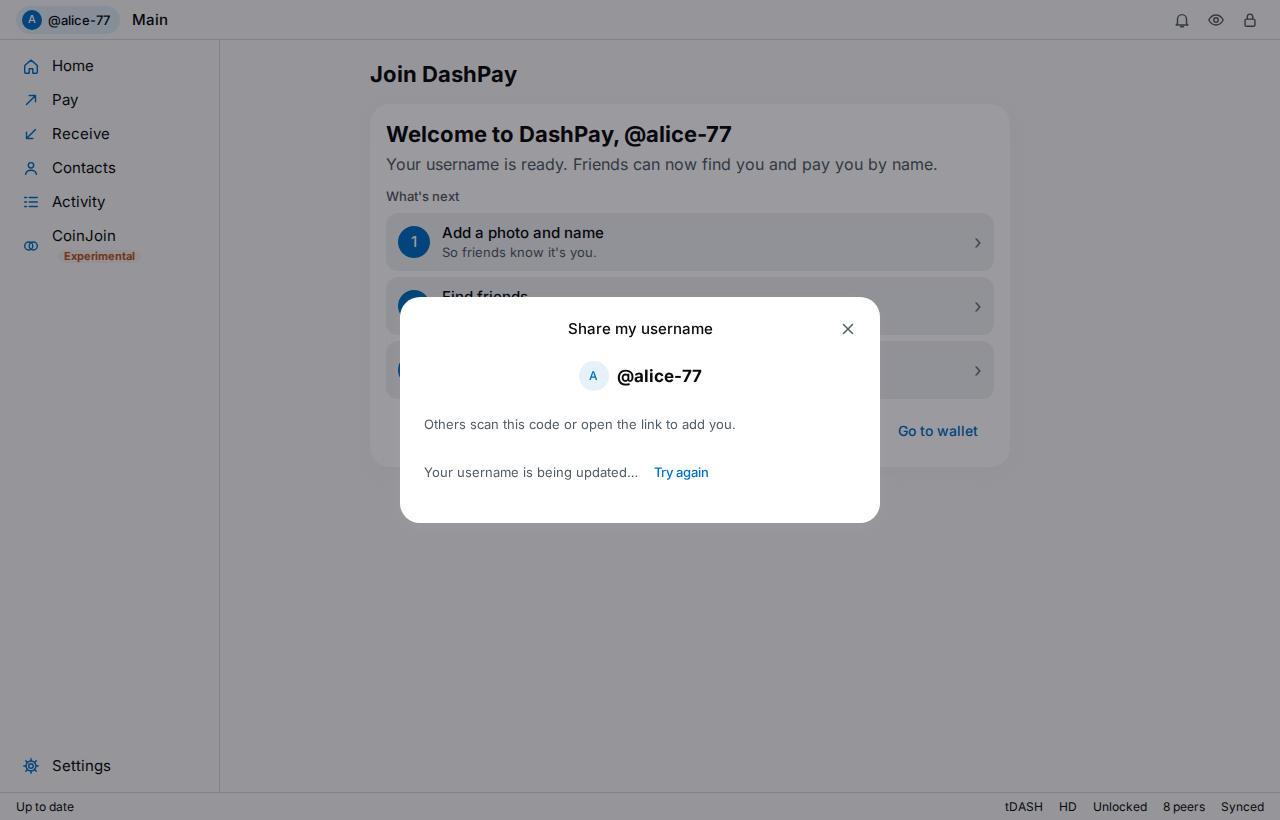 A @alice-77 Main
Home
Pay
Receive
Contacts
Activity
CoinJoin
Experimental
Settings
Join DashPay
Welcome to DashPay, @alice-77
Your username is ready. Friends can now find you and pay you by name.
What's next
1 Add a photo and name
So friends know it's you.
Find friends
Go to wallet
Share my username
A @alice-77
Others scan this code or open the link to add you.
Your username is being updated... Try again
Up to date
tDASH HD Unlocked 8 peers Synced